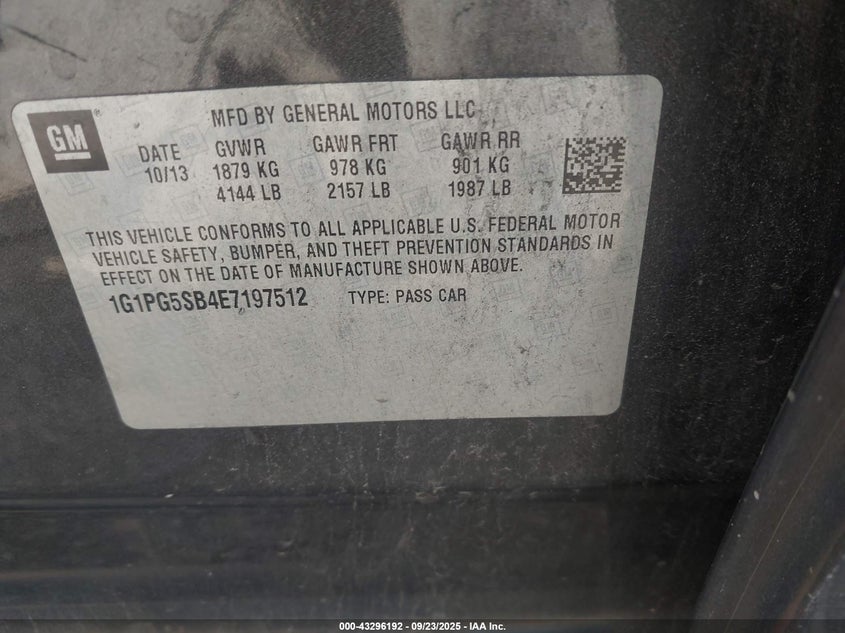 GM
MFD BY GENERAL MOTORS LLC
DATE GVWR GAWR FRT GAWR RR
10/13 1879 KG 978 KG 901 KG
4144 LB 2157 LB 1987 LB
THIS VEHICLE CONFORMS TO ALL APPLICABLE U.S. FEDERAL MOTOR
VEHICLE SAFETY, BUMPER, AND THEFT PREVENTION STANDARDS IN
EFFECT ON THE DATE OF MANUFACTURE SHOWN ABOVE.
1G1PG5SB4E7197512 TYPE: PASS CAR
000-43296192 - 09/23/2025 - IAA Inc.